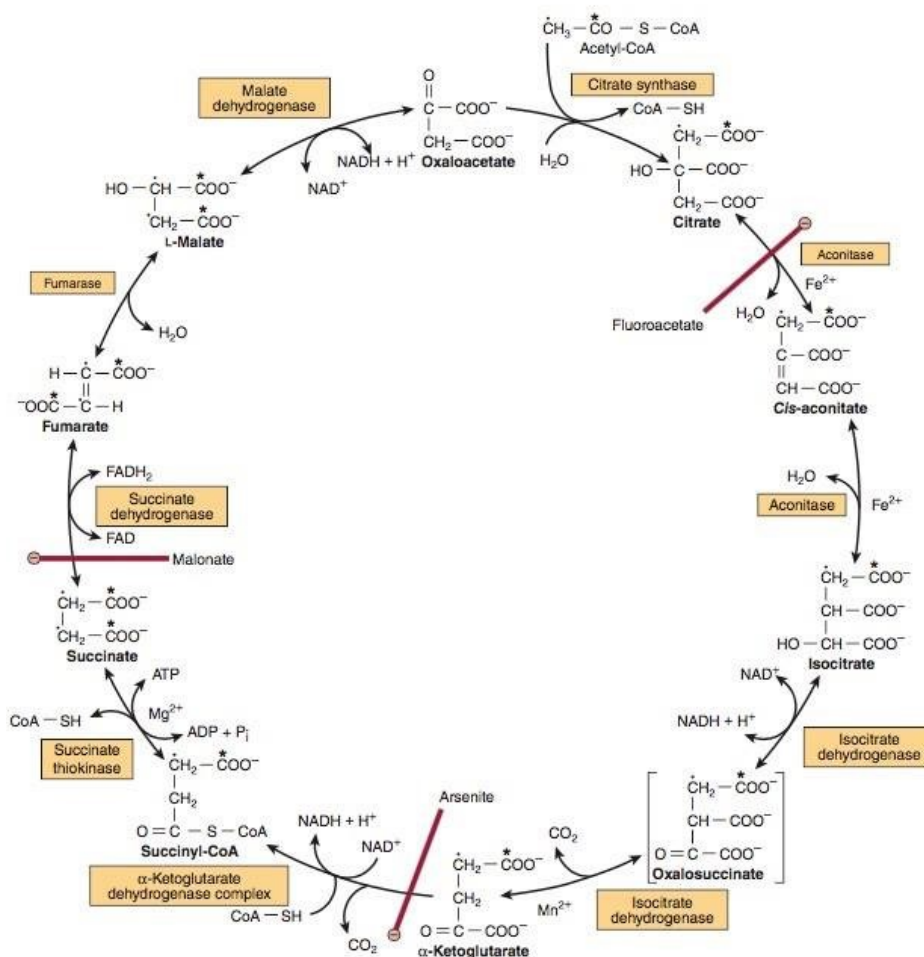 CH3 — *CO — S — CoA
Acetyl-CoA
Citrate synthase
CoA — SH
H2O
Malate
dehydrogenase
O
C — COO–
CH2 — COO–
Oxaloacetate
NADH + H+
NAD+
CH2 — *COO–
HO — C — COO–
CH2 — COO–
Citrate
–
Aconitase
Fe2+
H2O
Fluoroacetate
CH2 — *COO–
C — COO–
CH — COO–
Cis-aconitate
H2O
Aconitase
Fe2+
CH2 — *COO–
CH — COO–
HO — CH — COO–
Isocitrate
NAD+
NADH + H+
Isocitrate
dehydrogenase
CH2 — *COO–
CH — COO–
O = C — COO–
Oxalosuccinate
CO2
Mn2+
Isocitrate
dehydrogenase
CH2 — *COO–
CH2
O = C — COO–
α-Ketoglutarate
Arsenite
–
NADH + H+
NAD+
CoA — SH
CO2
α-Ketoglutarate
dehydrogenase complex
CH2 — *COO–
CH2
O = C — S — CoA
Succinyl-CoA
ATP
Mg2+
ADP + Pi
CoA — SH
Succinate
thiokinase
CH2 — *COO–
CH2 — *COO–
Succinate
–
Malonate
FADH2
Succinate
dehydrogenase
FAD
H — C — *COO–
–OO*C — C — H
Fumarate
Fumarase
H2O
HO — CH — *COO–
CH2 — *COO–
L-Malate